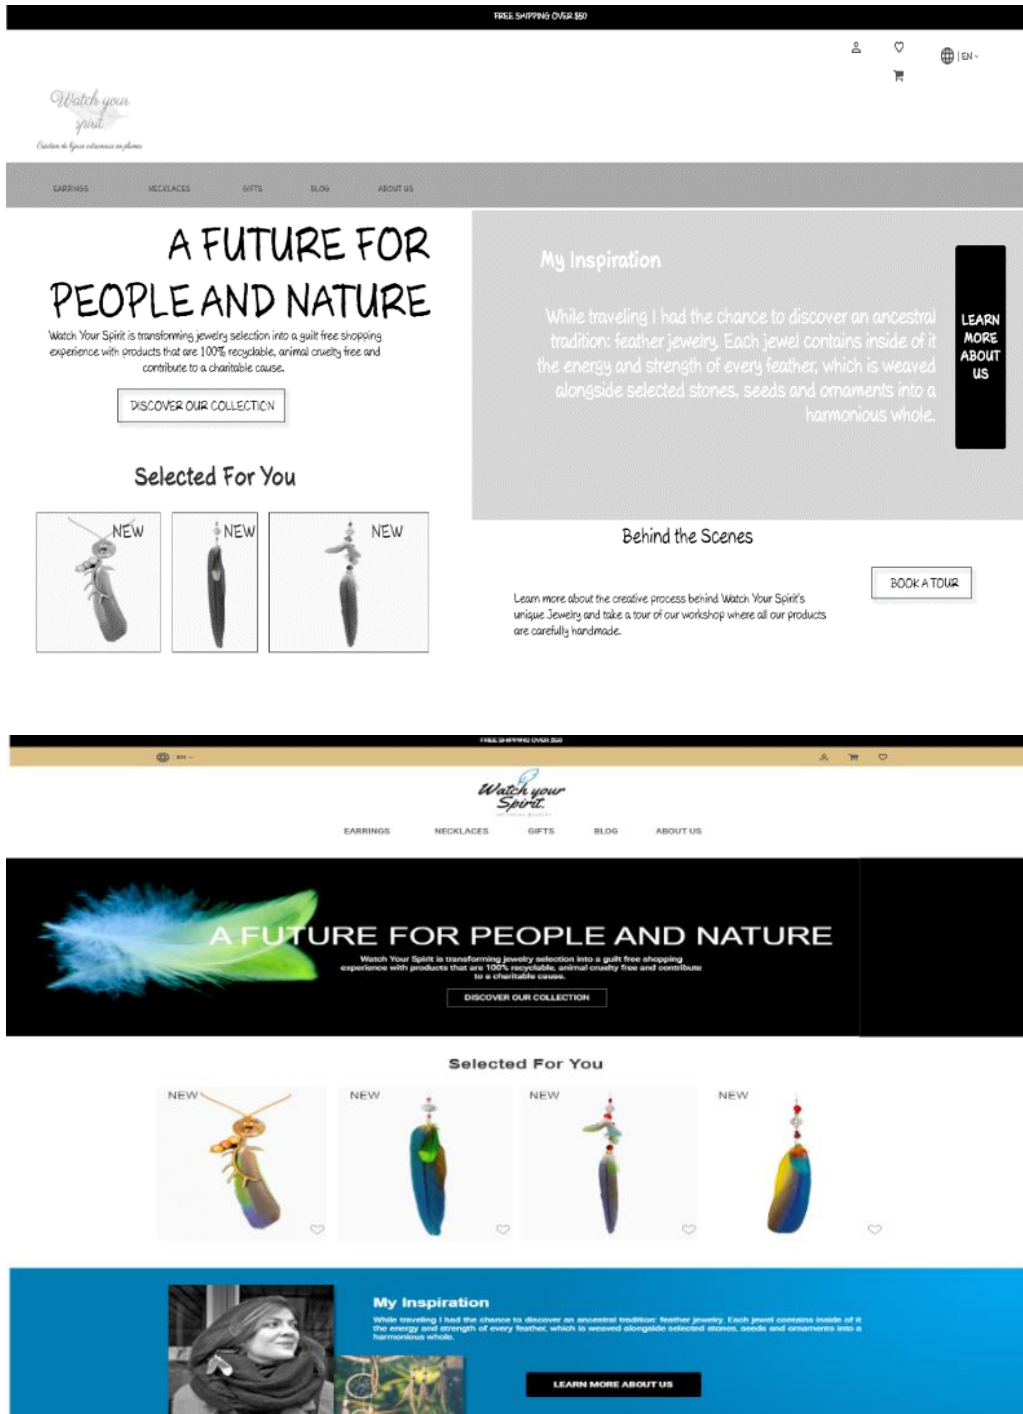 FREE SHIPPING OVER $50
| EN
Watch your
spirit
EARRINGS NECKLACES GIFTS BLOG ABOUT US
A FUTURE FOR
PEOPLE AND NATURE
Watch Your Spirit is transforming jewelry selection into a guilt free shopping
experience with products that are 100% recyclable, animal cruelty free and
contribute to a charitable cause.
DISCOVER OUR COLLECTION
Selected For You
NEW
NEW
NEW
My Inspiration
While traveling I had the chance to discover an ancestral
tradition: feather jewelry. Each jewel contains inside of it
the energy and strength of every feather, which is weaved
alongside selected stones, seeds and ornaments into a
harmonious whole.
LEARN
MORE
ABOUT
US
Behind the Scenes
BOOK A TOUR
Learn more about the creative process behind Watch Your Spirit's
unique Jewelry and take a tour of our workshop where all our products
are carefully handmade.
FREE SHIPPING OVER $50
EN
Watch your
Spirit.
EARRINGS NECKLACES GIFTS BLOG ABOUT US
A FUTURE FOR PEOPLE AND NATURE
Watch Your Spirit is transforming jewelry selection into a guilt free shopping
experience with products that are 100% recyclable, animal cruelty free and contribute
to a charitable cause.
DISCOVER OUR COLLECTION
Selected For You
NEW
NEW
NEW
NEW
My Inspiration
While traveling I had the chance to discover an ancestral tradition: feather jewelry. Each jewel contains inside of it
the energy and strength of every feather, which is weaved alongside selected stones, seeds and ornaments into a
harmonious whole.
LEARN MORE ABOUT US